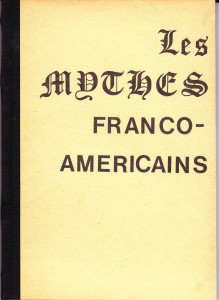 Les
MYTHES
FRANCO-
AMERICAINS